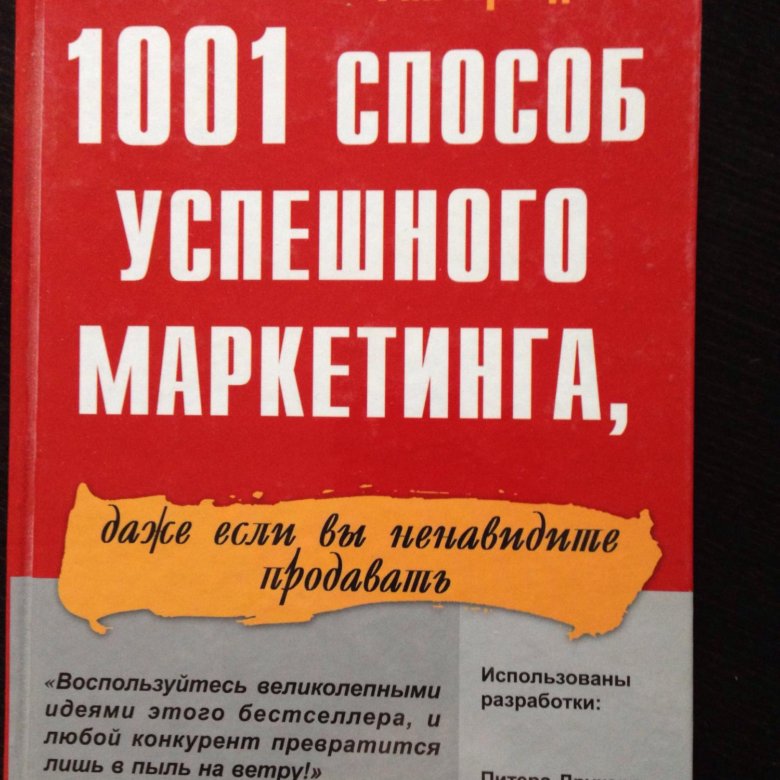 1001 СПОСОБ
УСПЕШНОГО
МАРКЕТИНГА,
даже если вы ненавидите
продавать
«Воспользуйтесь великолепными
идеями этого бестселлера, и
любой конкурент превратится
лишь в пыль на ветру!»
Использованы
разработки:
Питера